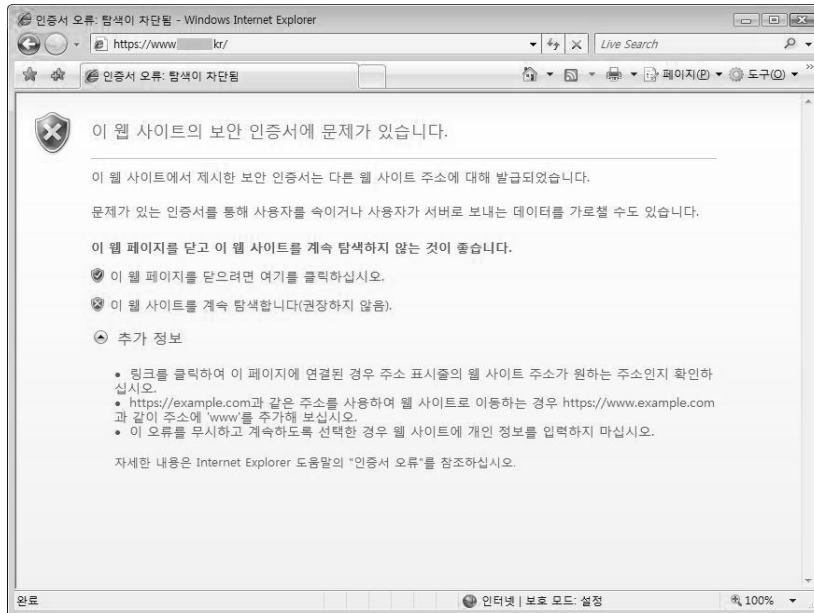 인증서 오류: 탐색이 차단됨 - Windows Internet Explorer
https://www kr/
Live Search
인증서 오류: 탐색이 차단됨
페이지(P)
도구(O)
이 웹 사이트의 보안 인증서에 문제가 있습니다.
이 웹 사이트에서 제시한 보안 인증서는 다른 웹 사이트 주소에 대해 발급되었습니다.
문제가 있는 인증서를 통해 사용자를 속이거나 사용자가 서버로 보내는 데이터를 가로챌 수도 있습니다.
이 웹 페이지를 닫고 이 웹 사이트를 계속 탐색하지 않는 것이 좋습니다.
이 웹 페이지를 닫으려면 여기를 클릭하십시오.
이 웹 사이트를 계속 탐색합니다(권장하지 않음).
추가 정보
• 링크를 클릭하여 이 페이지에 연결된 경우 주소 표시줄의 웹 사이트 주소가 원하는 주소인지 확인하
십시오.
• https://example.com과 같은 주소를 사용하여 웹 사이트로 이동하는 경우 https://www.example.com
과 같이 주소에 'www'를 추가해 보십시오.
• 이 오류를 무시하고 계속하도록 선택한 경우 웹 사이트에 개인 정보를 입력하지 마십시오.
자세한 내용은 Internet Explorer 도움말의 "인증서 오류"를 참조하십시오.
완료
인터넷 | 보호 모드: 설정
100%